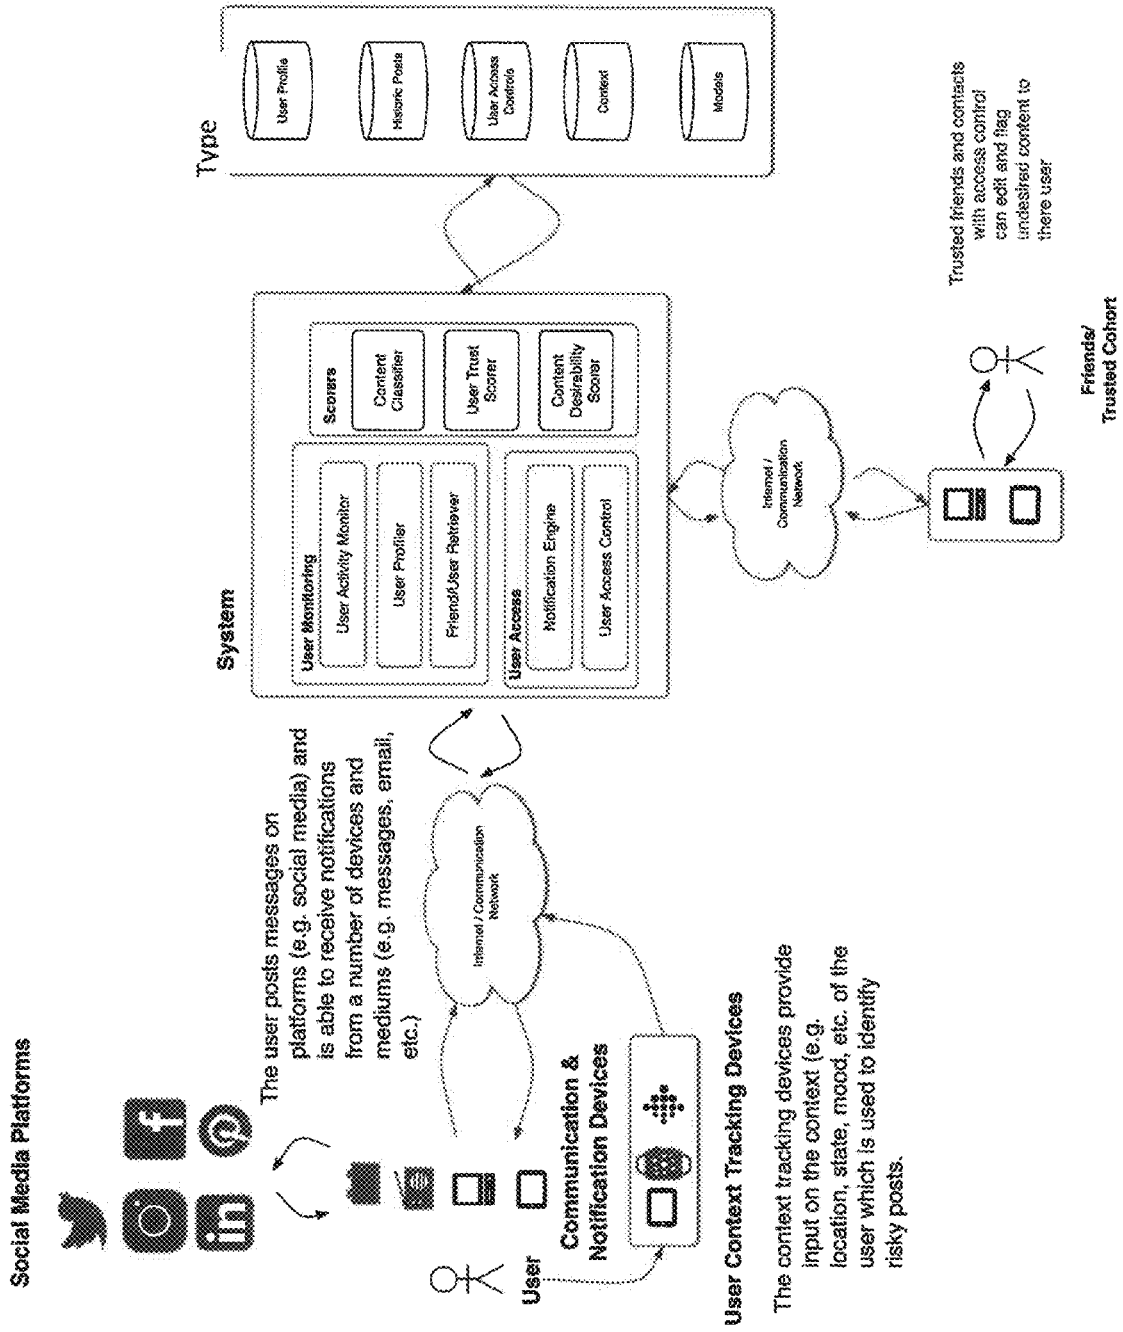 Social Media Platforms
The user posts messages on
platforms (e.g. social media) and
is able to receive notifications
from a number of devices and
mediums (e.g. messages, email,
etc.)
User
Communication &
Notification Devices
User Context Tracking Devices
The context tracking devices provide
input on the context (e.g.
location, state, mood, etc. of the
user which is used to identify
risky posts.
Internet / Communication
Network
System
User Monitoring
User Activity Monitor
User Profiler
Friend/User Retriever
User Access
Notification Engine
User Access Control
Scorers
Content
Classifier
User Trust
Scorer
Content
Desirability
Scorer
Internet /
Communication
Network
Type
User Profile
Historic Posts
User Access
Controls
Context
Models
Trusted friends and contacts
with access control
can edit and flag
undesired content to
there user
Friends/
Trusted Cohort